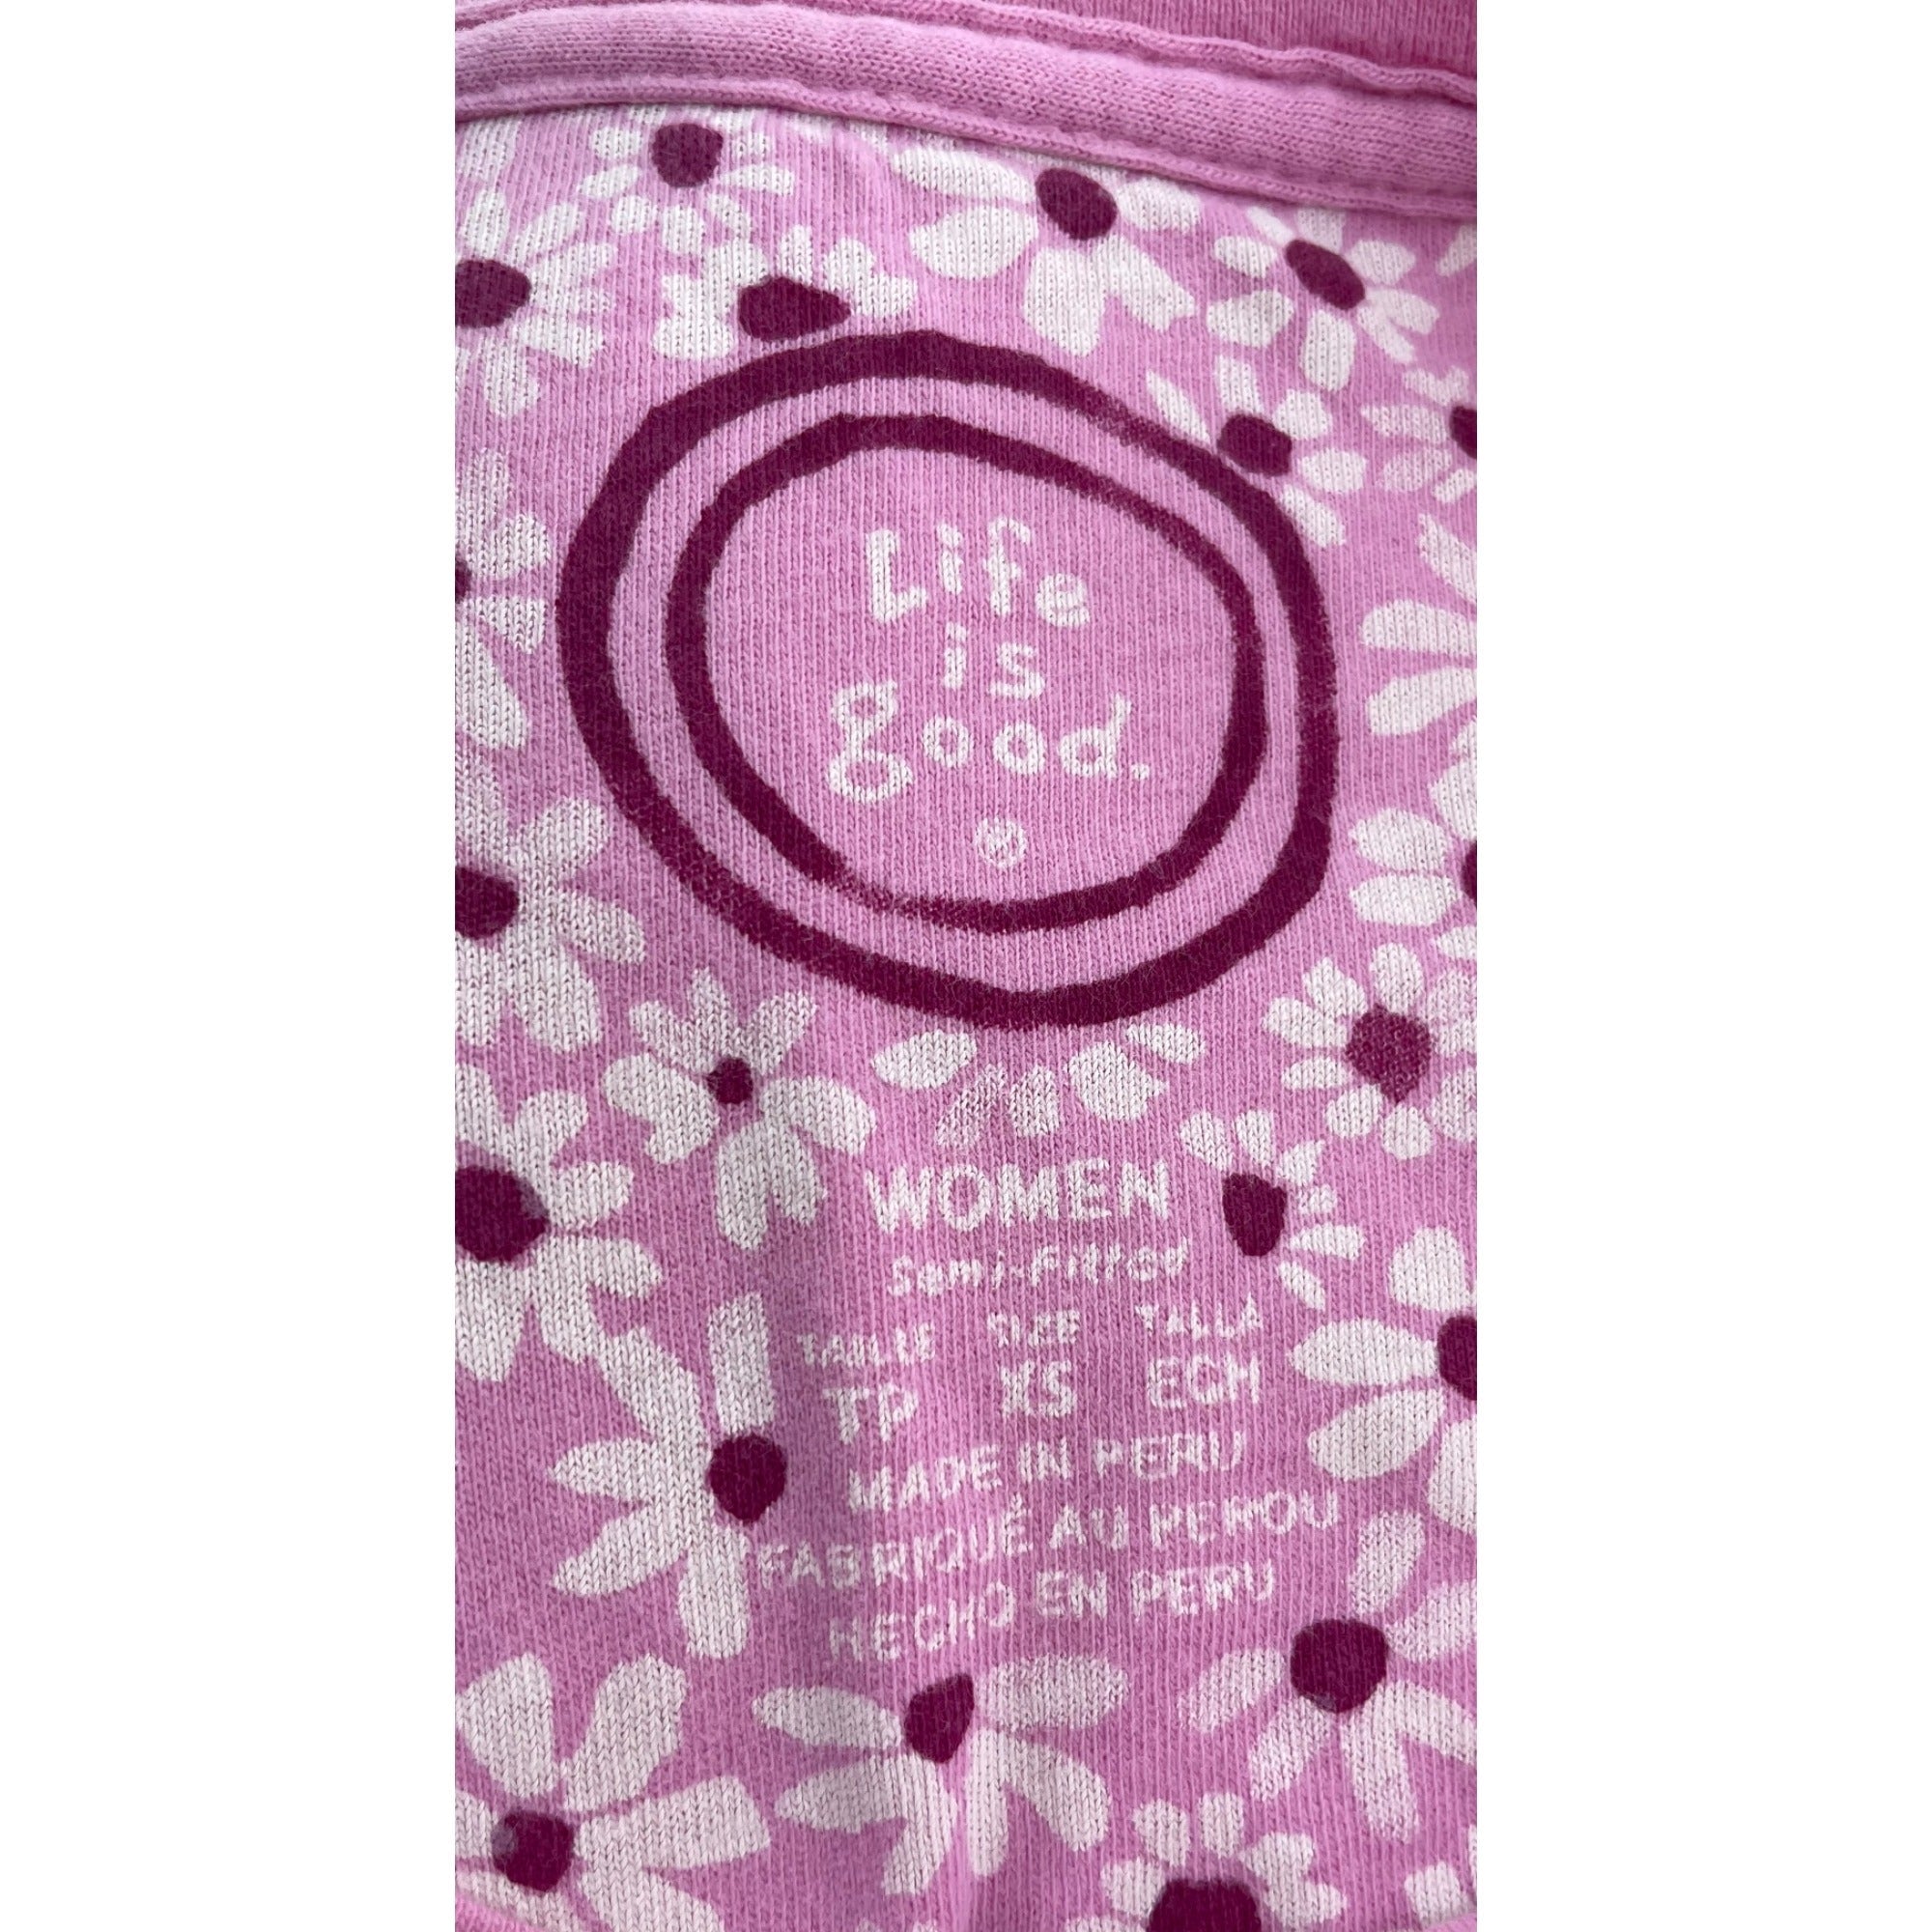 Life
is
good.
®
WOMEN
Semi-Fitted
TAILLE SIZE TALLA
TP XS ECH
MADE IN PERU
FABRIQUÉ AU PEROU
HECHO EN PERU